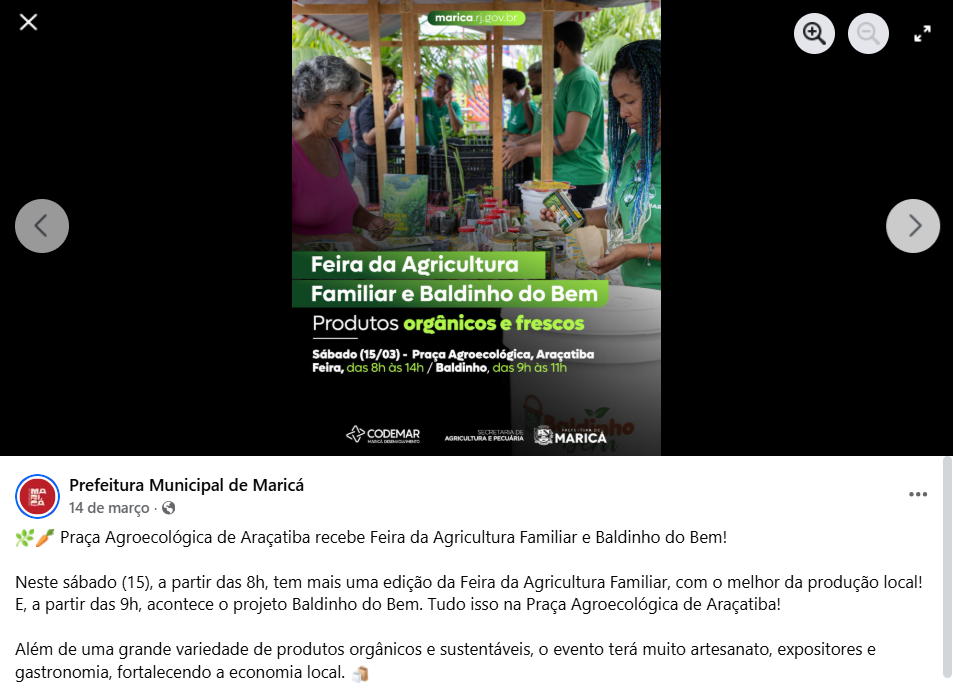 marica.rj.gov.br
Feira da Agricultura
Familiar e Baldinho do Bem
Produtos orgânicos e frescos
Sábado (15/03) - Praça Agroecológica, Araçatiba
Feira, das 8h às 14h / Baldinho, das 9h às 11h
Baldinho
CODEMAR
MARICÁ DESENVOLVIMENTO
SECRETARIA DE
AGRICULTURA E PECUÁRIA
PREFEITURA DE
MARICÁ
MA
RI
CÁ
Prefeitura Municipal de Maricá
14 de março ·
🌿🥕 Praça Agroecológica de Araçatiba recebe Feira da Agricultura Familiar e Baldinho do Bem!
Neste sábado (15), a partir das 8h, tem mais uma edição da Feira da Agricultura Familiar, com o melhor da produção local!
E, a partir das 9h, acontece o projeto Baldinho do Bem. Tudo isso na Praça Agroecológica de Araçatiba!
Além de uma grande variedade de produtos orgânicos e sustentáveis, o evento terá muito artesanato, expositores e
gastronomia, fortalecendo a economia local.